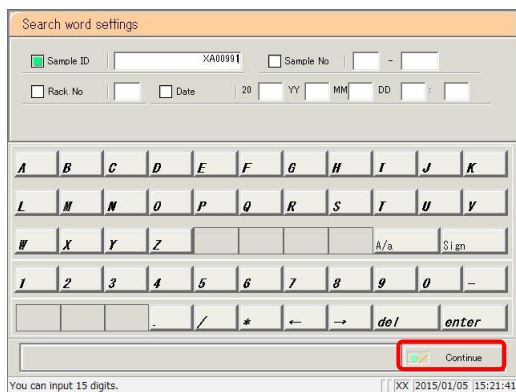 Search word settings
Sample ID XA00991 Sample No -
Rack No Date 20 YY MM DD :
A B C D E F G H I J K
L M N O P Q R S T U V
W X Y Z A/a Sign
1 2 3 4 5 6 7 8 9 0 -
. / * ← → del enter
Continue
You can input 15 digits. XX 2015/01/05 15:21:41